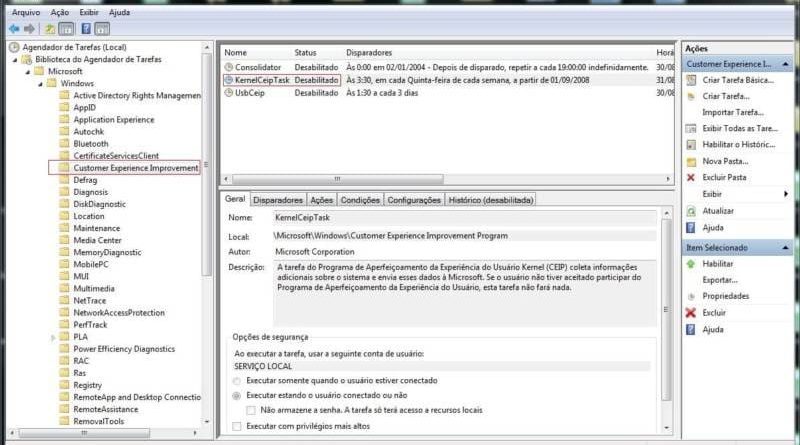 Arquivo Ação Exibir Ajuda
Agendador de Tarefas (Local)
Biblioteca do Agendador de Tarefas
Microsoft
Windows
Active Directory Rights Managemen
AppID
Application Experience
Autochk
Bluetooth
CertificateServicesClient
Customer Experience Improvement
Defrag
Diagnosis
DiskDiagnostic
Location
Maintenance
Media Center
MemoryDiagnostic
MobilePC
MUI
Multimedia
NetTrace
NetworkAccessProtection
PerfTrack
PLA
Power Efficiency Diagnostics
RAC
Ras
Registry
RemoteApp and Desktop Connectio
RemoteAssistance
RemovalTools
Nome Status Disparadores Horá
Consolidator Desabilitado Às 0:00 em 02/01/2004 - Depois de disparado, repetir a cada 19:00:00 indefinidamente. 30/08
KernelCeipTask Desabilitado Às 3:30, em cada Quinta-feira de cada semana, a partir de 01/09/2008 31/08
UsbCeip Desabilitado Às 1:30 a cada 3 dias 30/08
Geral Disparadores Ações Condições Configurações Histórico (desabilitada)
Nome: KernelCeipTask
Local: \Microsoft\Windows\Customer Experience Improvement Program
Autor: Microsoft Corporation
Descrição: A tarefa do Programa de Aperfeiçoamento da Experiência do Usuário Kernel (CEIP) coleta informações
adicionais sobre o sistema e envia esses dados à Microsoft. Se o usuário não tiver aceitado participar do
Programa de Aperfeiçoamento da Experiência do Usuário, esta tarefa não fará nada.
Opções de segurança
Ao executar a tarefa, usar a seguinte conta de usuário:
SERVIÇO LOCAL
Executar somente quando o usuário estiver conectado
Executar estando o usuário conectado ou não
Não armazene a senha. A tarefa só terá acesso a recursos locais
Executar com privilégios mais altos
Ações
Customer Experience I...
Criar Tarefa Básica...
Criar Tarefa...
Importar Tarefa...
Exibir Todas as Tare...
Habilitar o Históric...
Nova Pasta...
Excluir Pasta
Exibir
Atualizar
Ajuda
Item Selecionado
Habilitar
Exportar...
Propriedades
Excluir
Ajuda